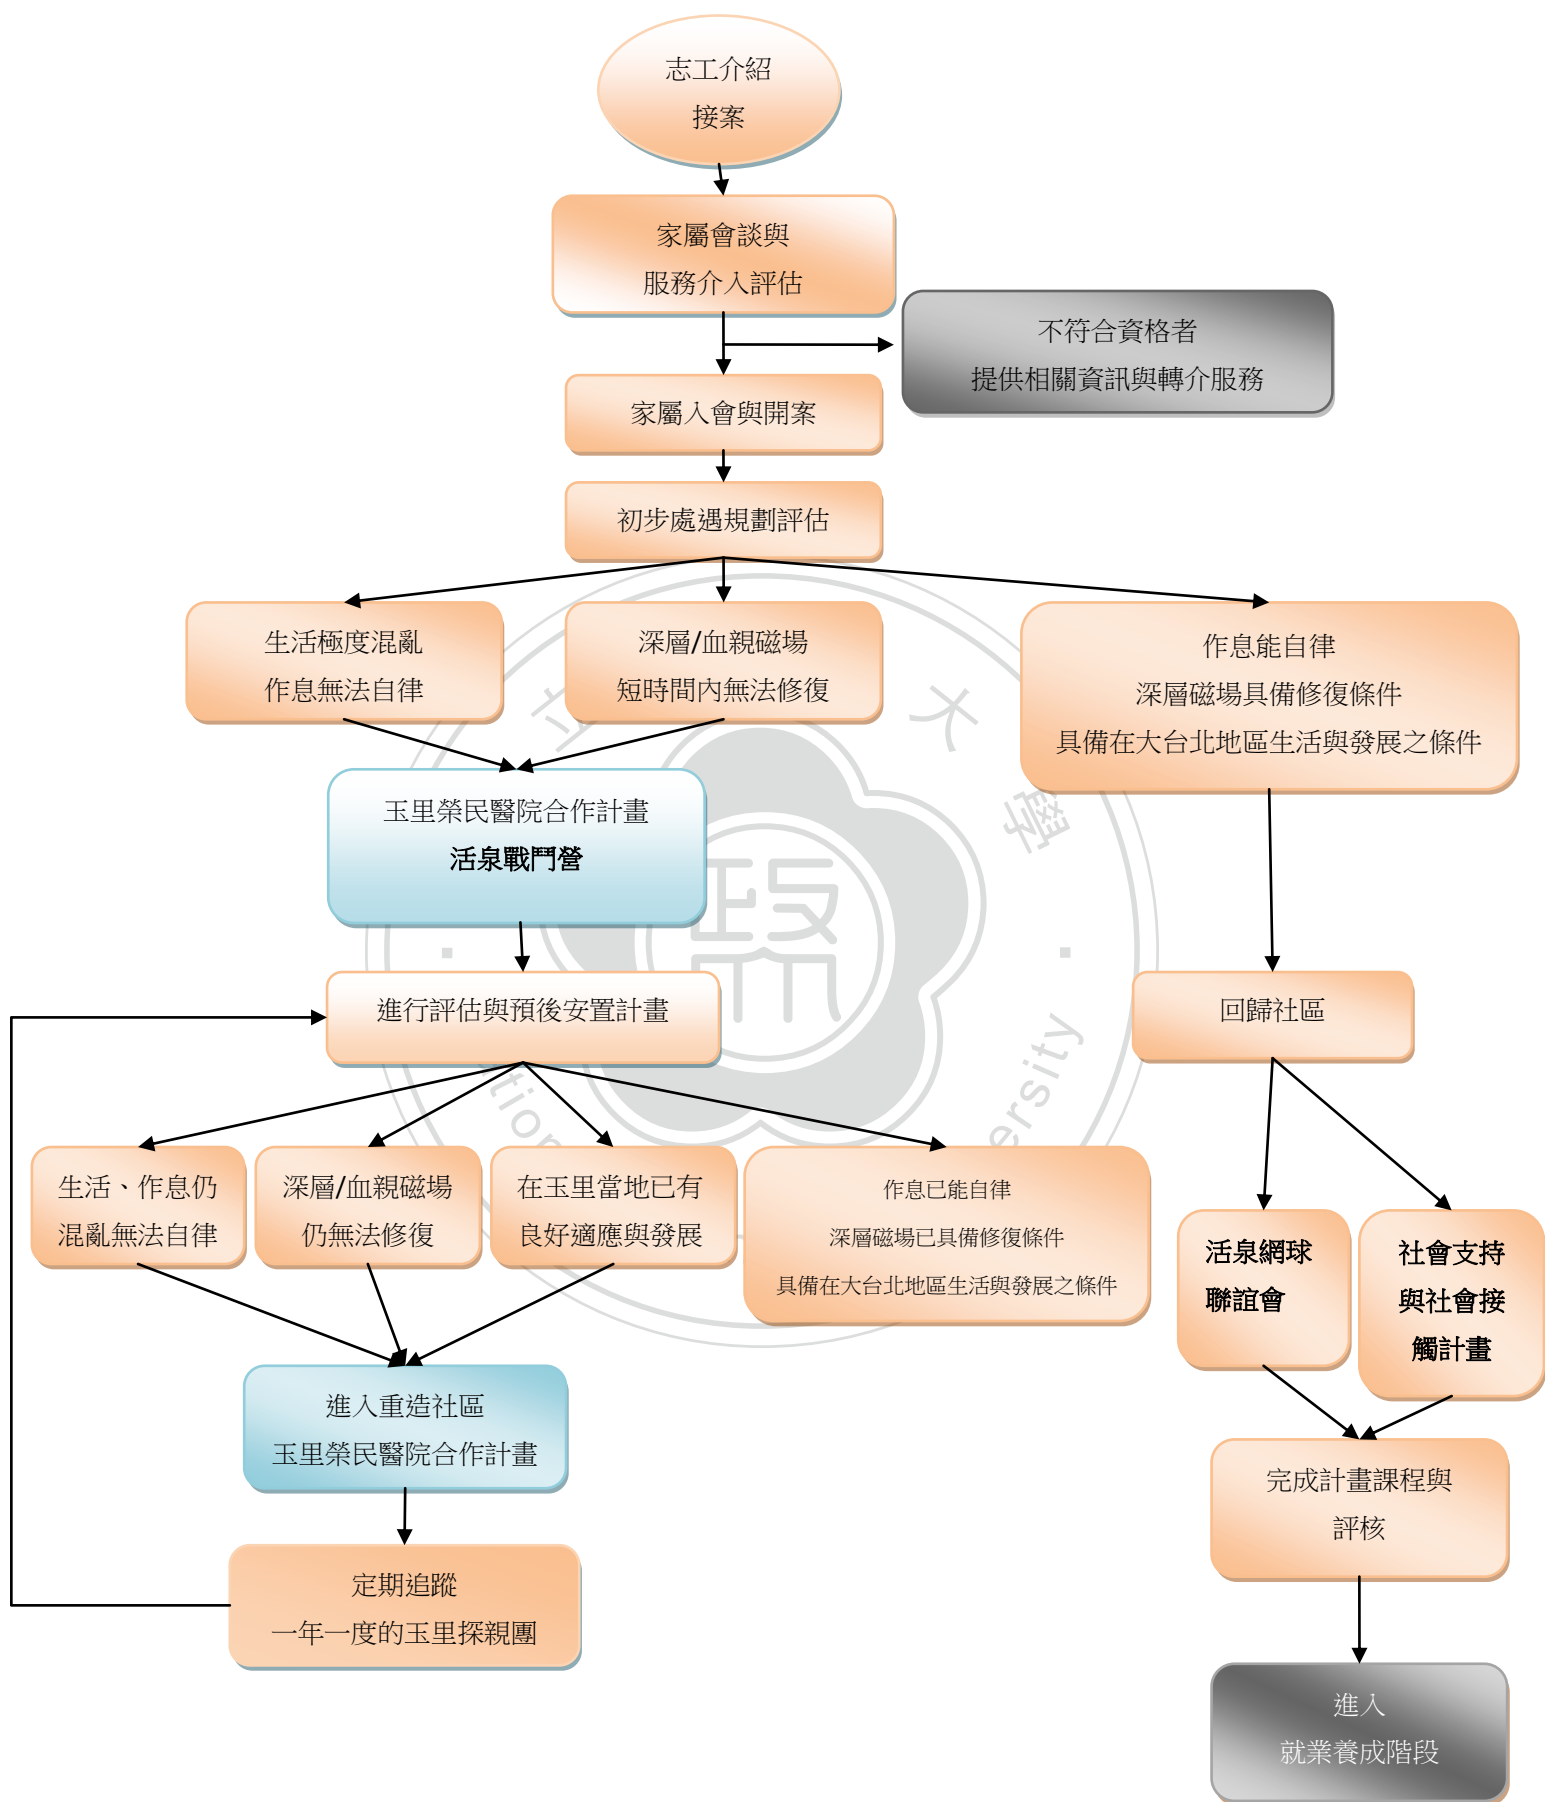 志工介紹
接案
家屬會談與
服務介入評估
不符合資格者
提供相關資訊與轉介服務
家屬入會與開案
初步處遇規劃評估
生活極度混亂
作息無法自律
深層/血親磁場
短時間內無法修復
作息能自律
深層磁場具備修復條件
具備在大台北地區生活與發展之條件
玉里榮民醫院合作計畫
活泉戰鬥營
進行評估與預後安置計畫
回歸社區
生活、作息仍
混亂無法自律
深層/血親磁場
仍無法修復
在玉里當地已有
良好適應與發展
作息已能自律
深層磁場已具備修復條件
具備在大台北地區生活與發展之條件
活泉網球
聯誼會
社會支持
與社會接
觸計畫
進入重造社區
玉里榮民醫院合作計畫
完成計畫課程與
評核
定期追蹤
一年一度的玉里探親團
進入
就業養成階段
立
大
學
政
ersity